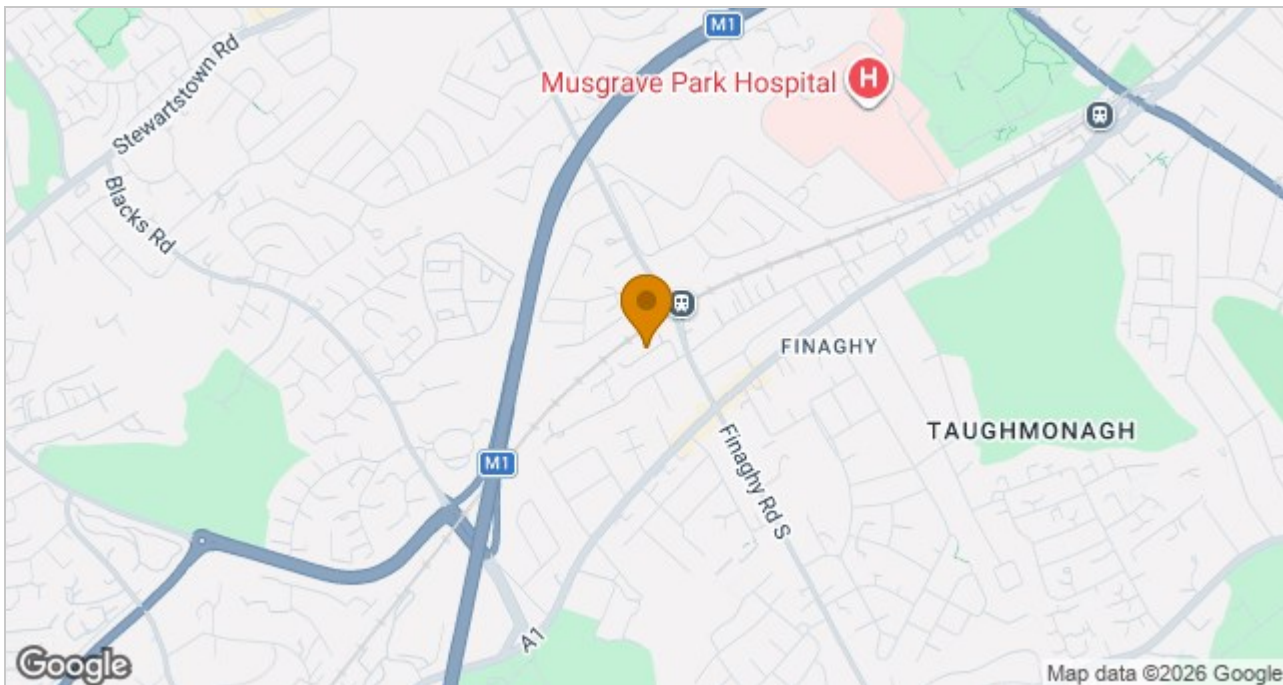 M1
Musgrave Park Hospital
H
Stewartstown Rd
Blacks Rd
FINAGHY
TAUGHMONAGH
Finaghy Rd S
M1
A1
Google
Map data ©2026 Google